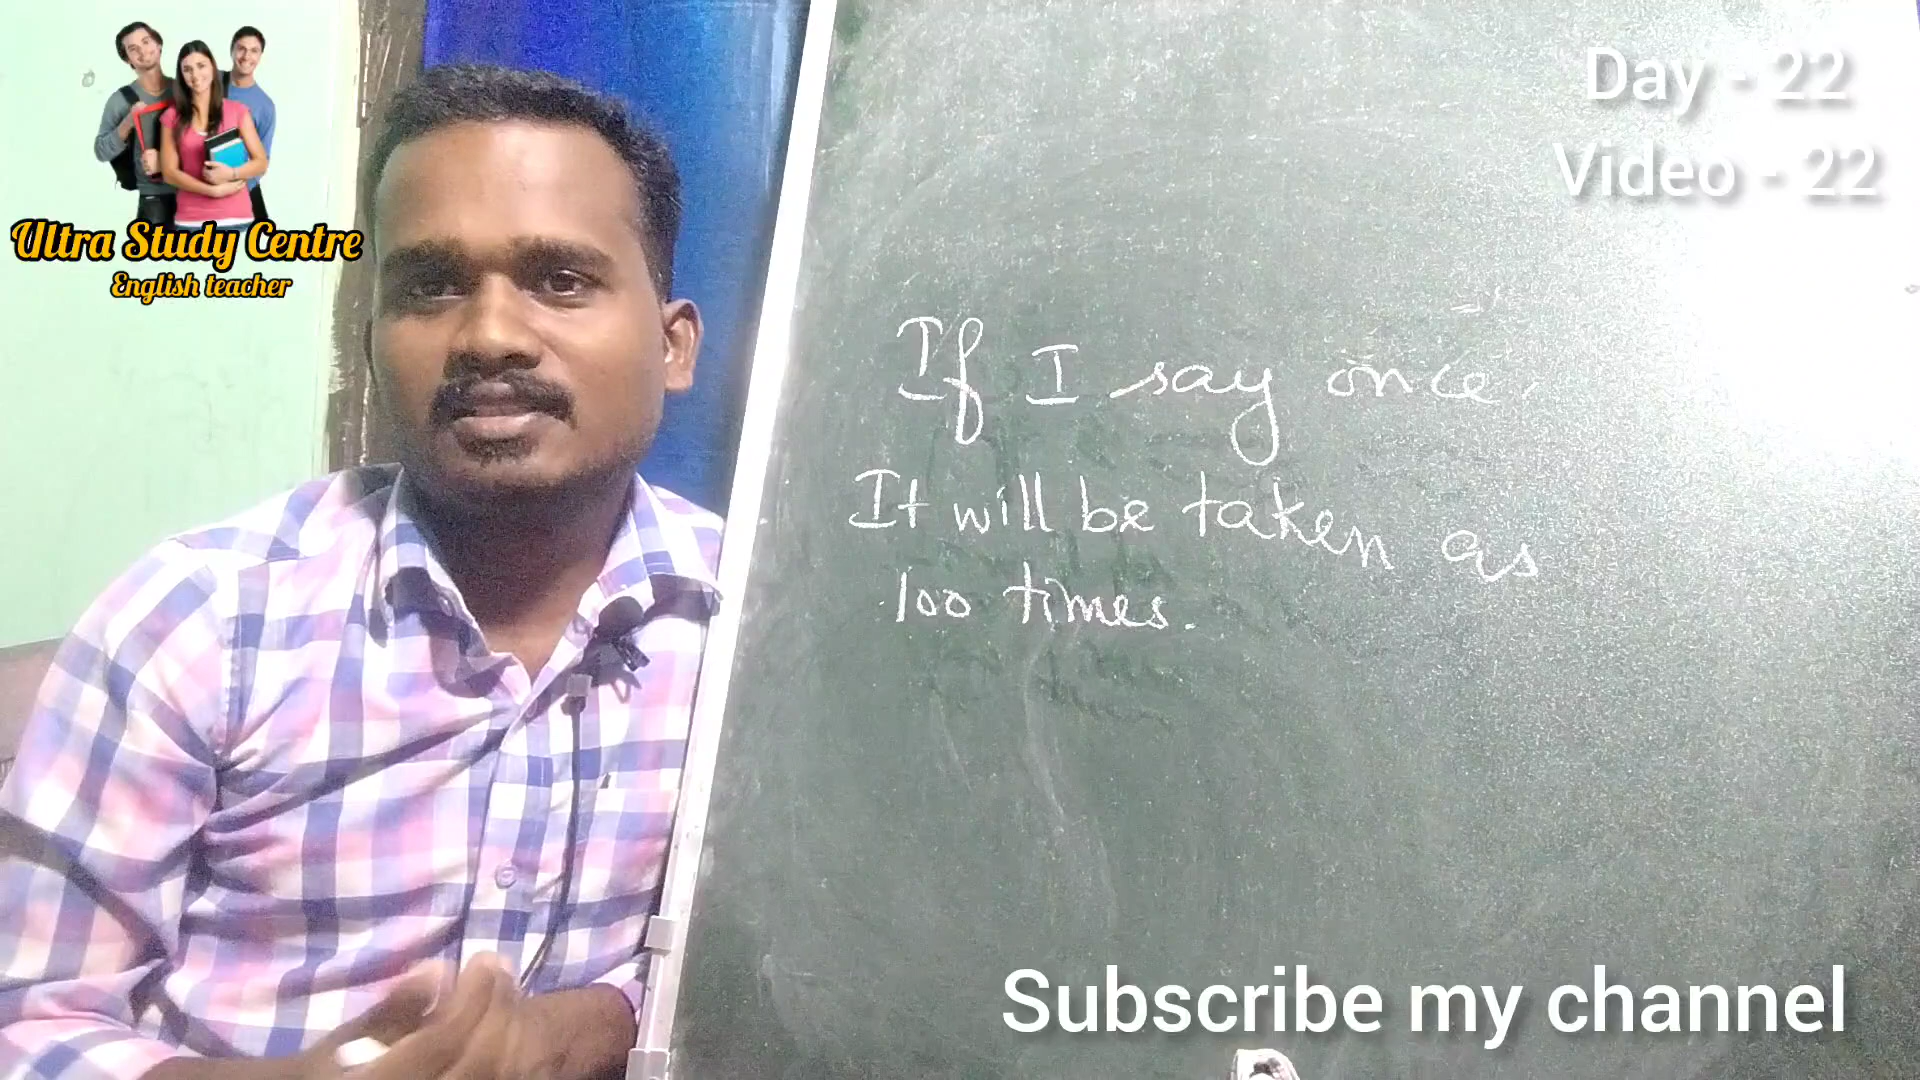 Ultra Study Centre
English teacher
Day - 22
Video - 22
If I say once,
It will be taken as
100 times.
Subscribe my channel